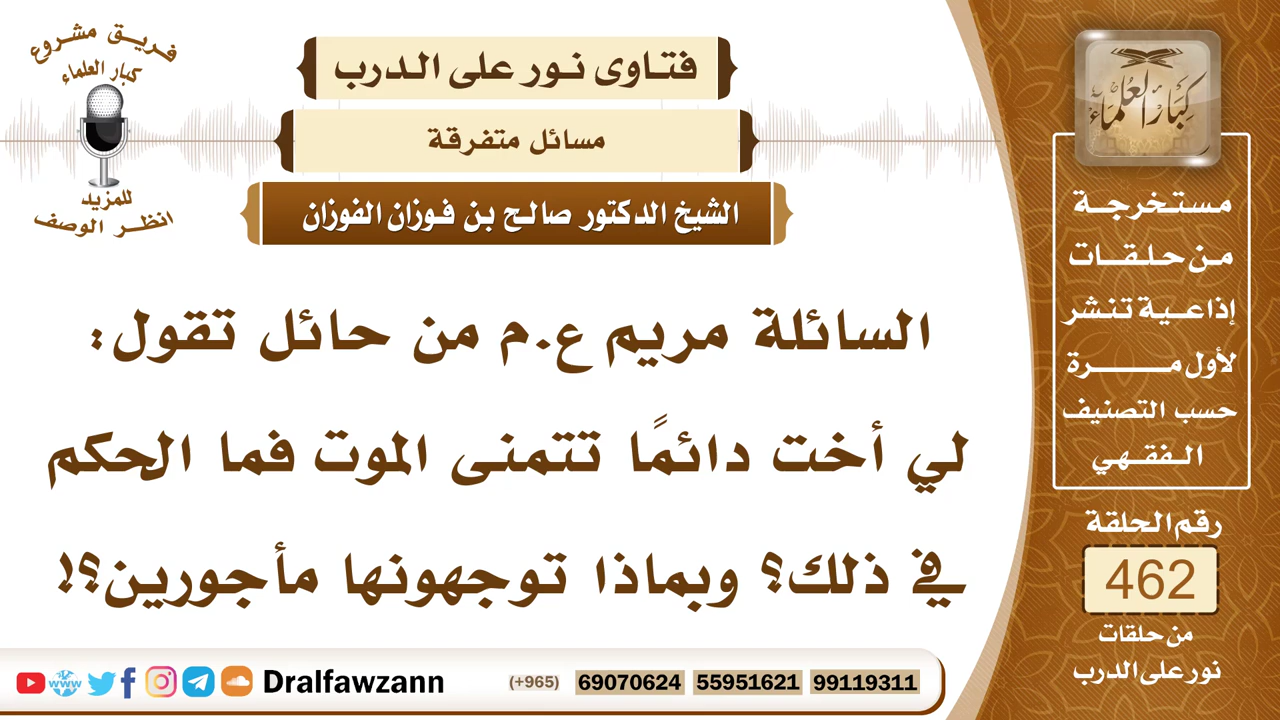 فريق مشروع
كبار العلماء
للمزيد
انظر الوصف
فتاوى نور على الدرب
مسائل متفرقة
الشيخ الدكتور صالح بن فوزان الفوزان
السائلة مريم ع.م من حائل تقول:
لي أخت دائمًا تتمنى الموت فما الحكم
في ذلك؟ وبماذا توجهونها مأجورين؟!
كبار العلماء
مستخرجة
من حلقات
إذاعية تنشر
لأول مرة
حسب التصنيف
الفقهي
رقم الحلقة
462
من حلقات
نور على الدرب
www
Dralfawzann
(+965) 69070624 55951621 99119311